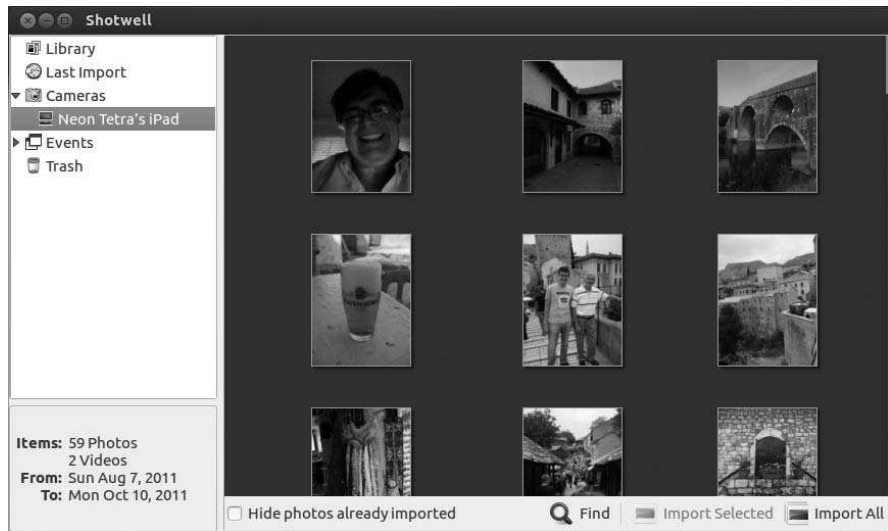 Shotwell
Library
Last Import
Cameras
Neon Tetra's iPad
Events
Trash
Items: 59 Photos
2 Videos
From: Sun Aug 7, 2011
To: Mon Oct 10, 2011
Hide photos already imported
Find
Import Selected
Import All